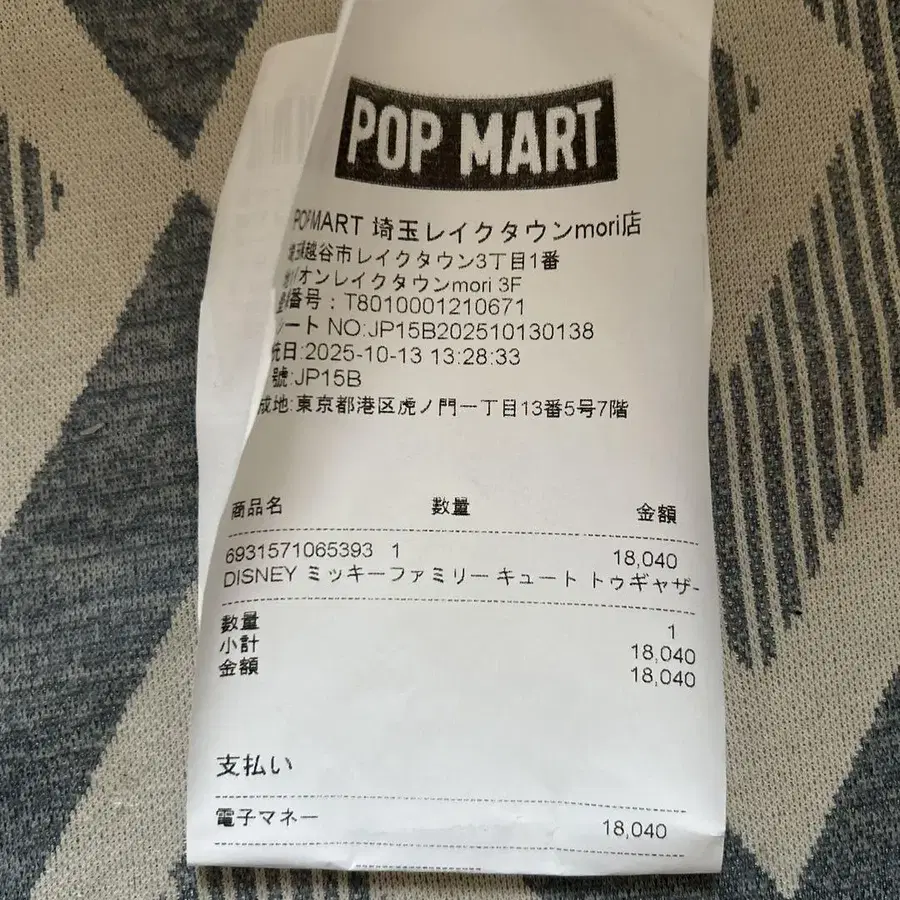 POP MART
POPMART 埼玉レイクタウンmori店
越谷市レイクタウン3丁目1番
オンレイクタウンmori 3F
番号：T8010001210671
ート NO:JP15B202510130138
日:2025-10-13 13:28:33
號:JP15B
地:東京都港区虎ノ門一丁目13番5号7階
商品名 数量 金額
6931571065393 1 18,040
DISNEY ミッキーファミリー キュート トゥギャザー
数量 1
小計 18,040
金額 18,040
支払い
電子マネー 18,040